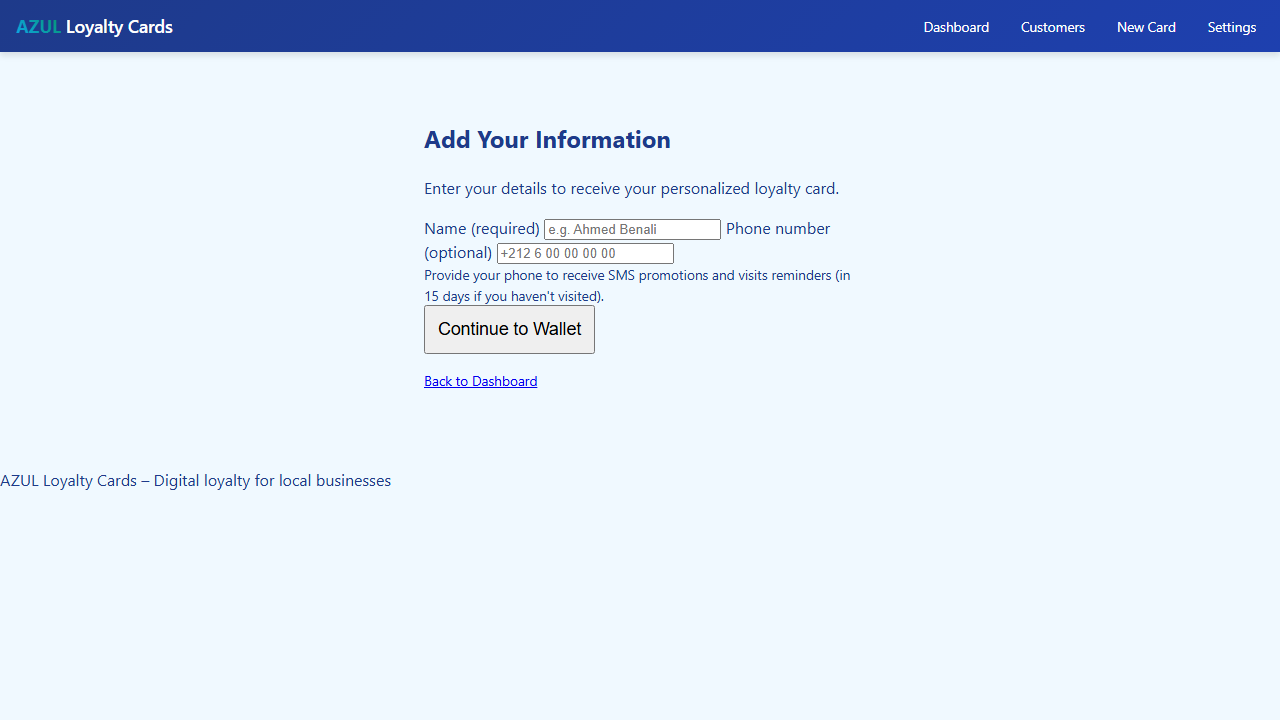 AZUL Loyalty Cards
Dashboard
Customers
New Card
Settings
Add Your Information
Enter your details to receive your personalized loyalty card.
Name (required) e.g. Ahmed Benali Phone number
(optional) +212 6 00 00 00 00
Provide your phone to receive SMS promotions and visits reminders (in
15 days if you haven't visited).
Continue to Wallet
Back to Dashboard
AZUL Loyalty Cards – Digital loyalty for local businesses